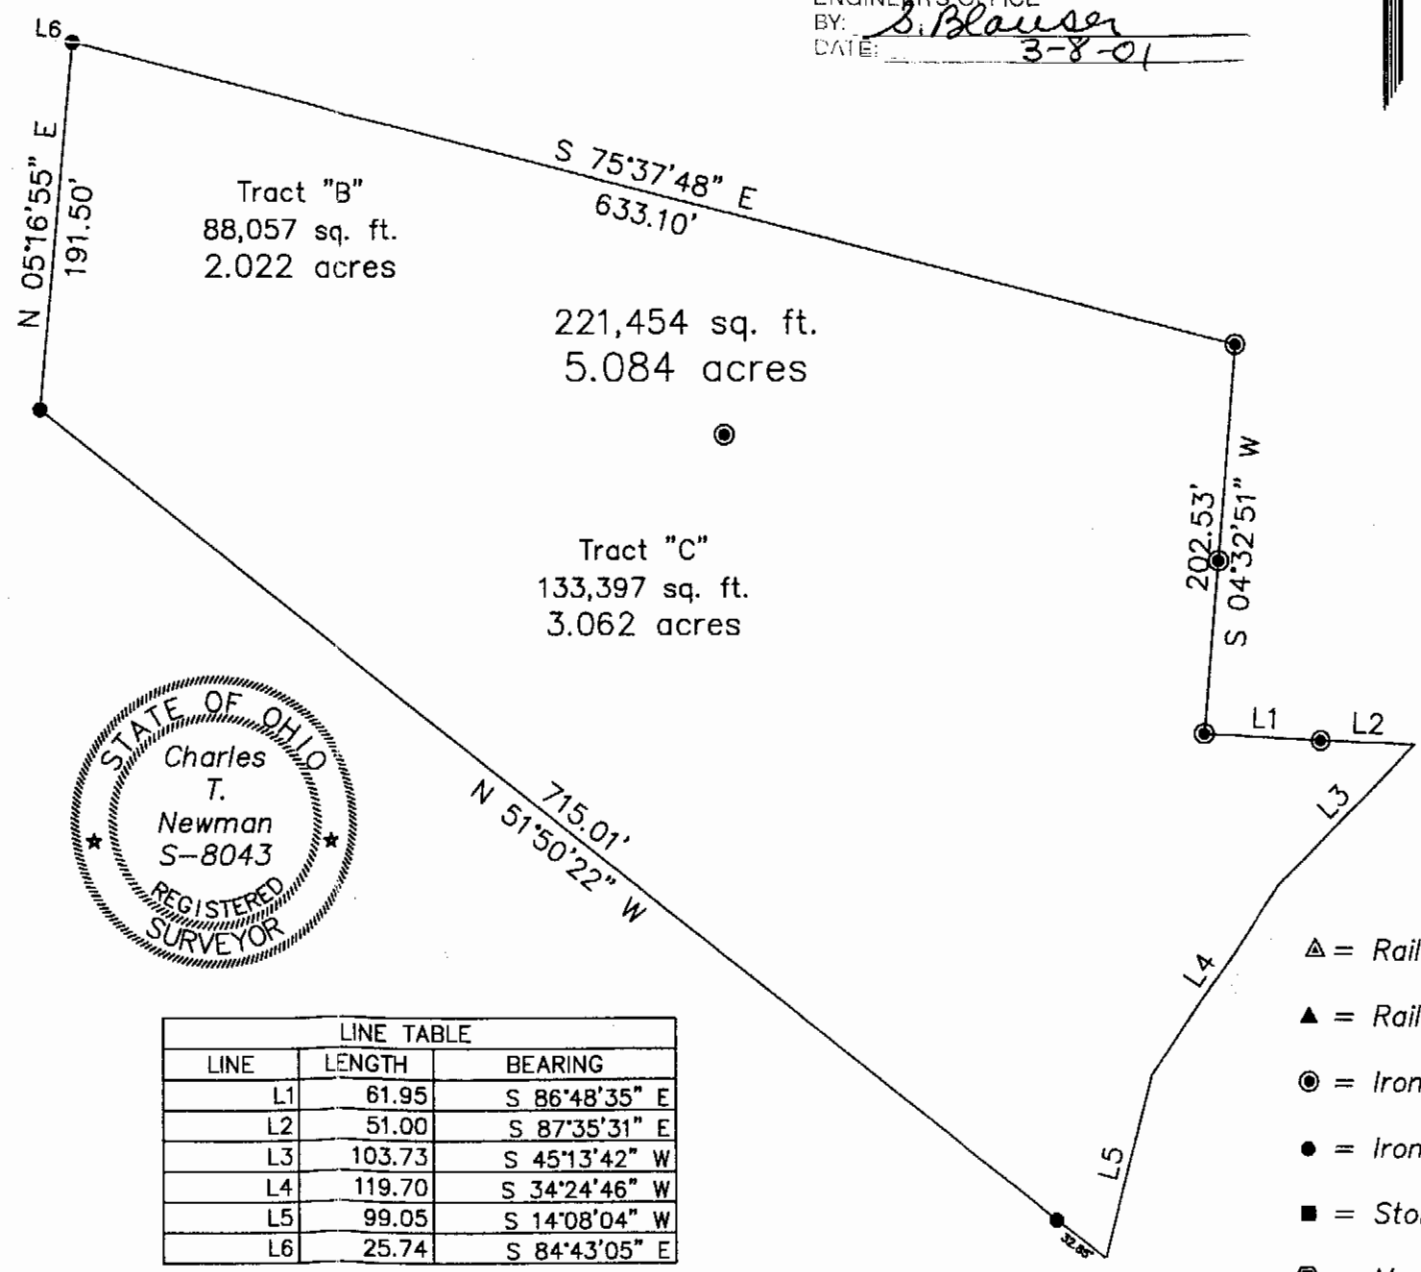 ENGINEER'S OFFICE
BY: S. Blauser
DATE: 3-8-01
L6
N 05°16'55" E
191.50'
S 75°37'48" E
633.10'
Tract "B"
88,057 sq. ft.
2.022 acres
221,454 sq. ft.
5.084 acres
202.53'
S 04°32'51" W
Tract "C"
133,397 sq. ft.
3.062 acres
L1
L2
L3
L4
L5
715.01'
N 51°50'22" W
STATE OF OHIO
Charles
T.
Newman
S-8043
REGISTERED
SURVEYOR
LINE TABLE
LINE LENGTH BEARING
L1 61.95 S 86°48'35" E
L2 51.00 S 87°35'31" E
L3 103.73 S 45°13'42" W
L4 119.70 S 34°24'46" W
L5 99.05 S 14°08'04" W
L6 25.74 S 84°43'05" E
= Rail
= Rail
= Iron
= Iron